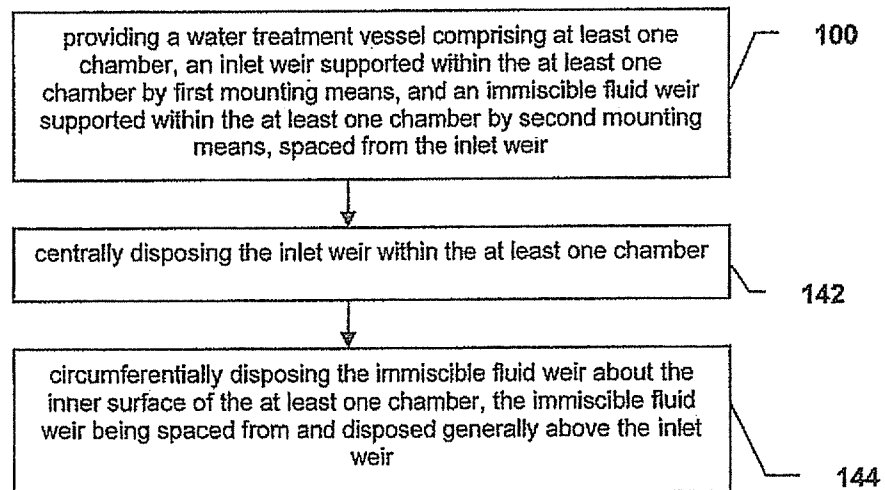 providing a water treatment vessel comprising at least one
chamber, an inlet weir supported within the at least one
chamber by first mounting means, and an immiscible fluid weir
supported within the at least one chamber by second mounting
means, spaced from the inlet weir
100
centrally disposing the inlet weir within the at least one chamber
142
circumferentially disposing the immiscible fluid weir about the
inner surface of the at least one chamber, the immiscible fluid
weir being spaced from and disposed generally above the inlet
weir
144